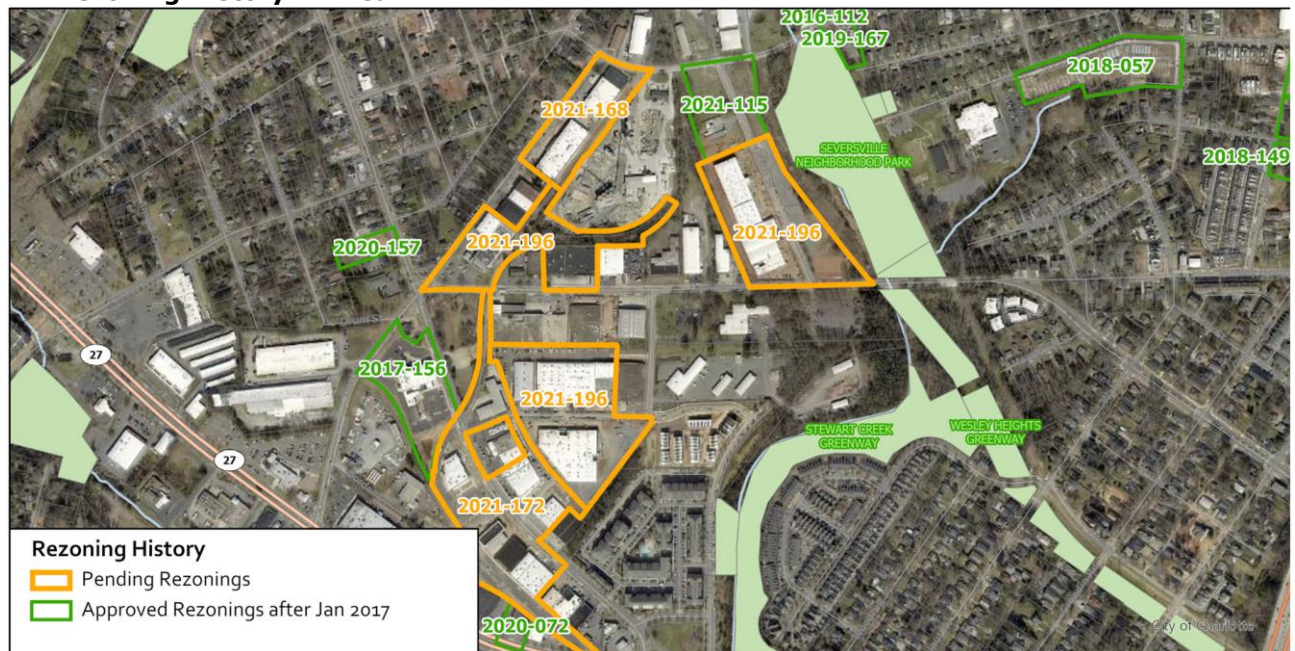 2016-112
2019-167
2018-057
2021-168
2021-115
SEVERSVILLE
NEIGHBORHOOD PARK
2018-149
2021-196
2021-196
2020-157
27
2017-156
2021-196
STEWART CREEK
GREENWAY
WESLEY HEIGHTS
GREENWAY
27
2021-172
Rezoning History
Pending Rezonings
Approved Rezonings after Jan 2017
2020-072
City of Charlotte